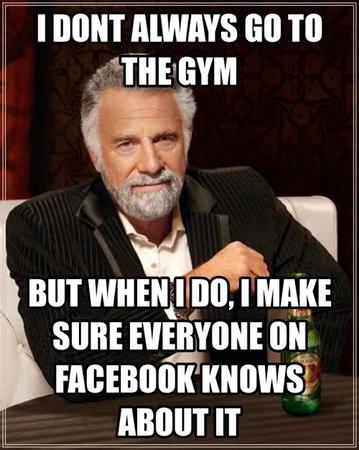 I DONT ALWAYS GO TO
THE GYM
BUT WHEN I DO, I MAKE
SURE EVERYONE ON
FACEBOOK KNOWS
ABOUT IT